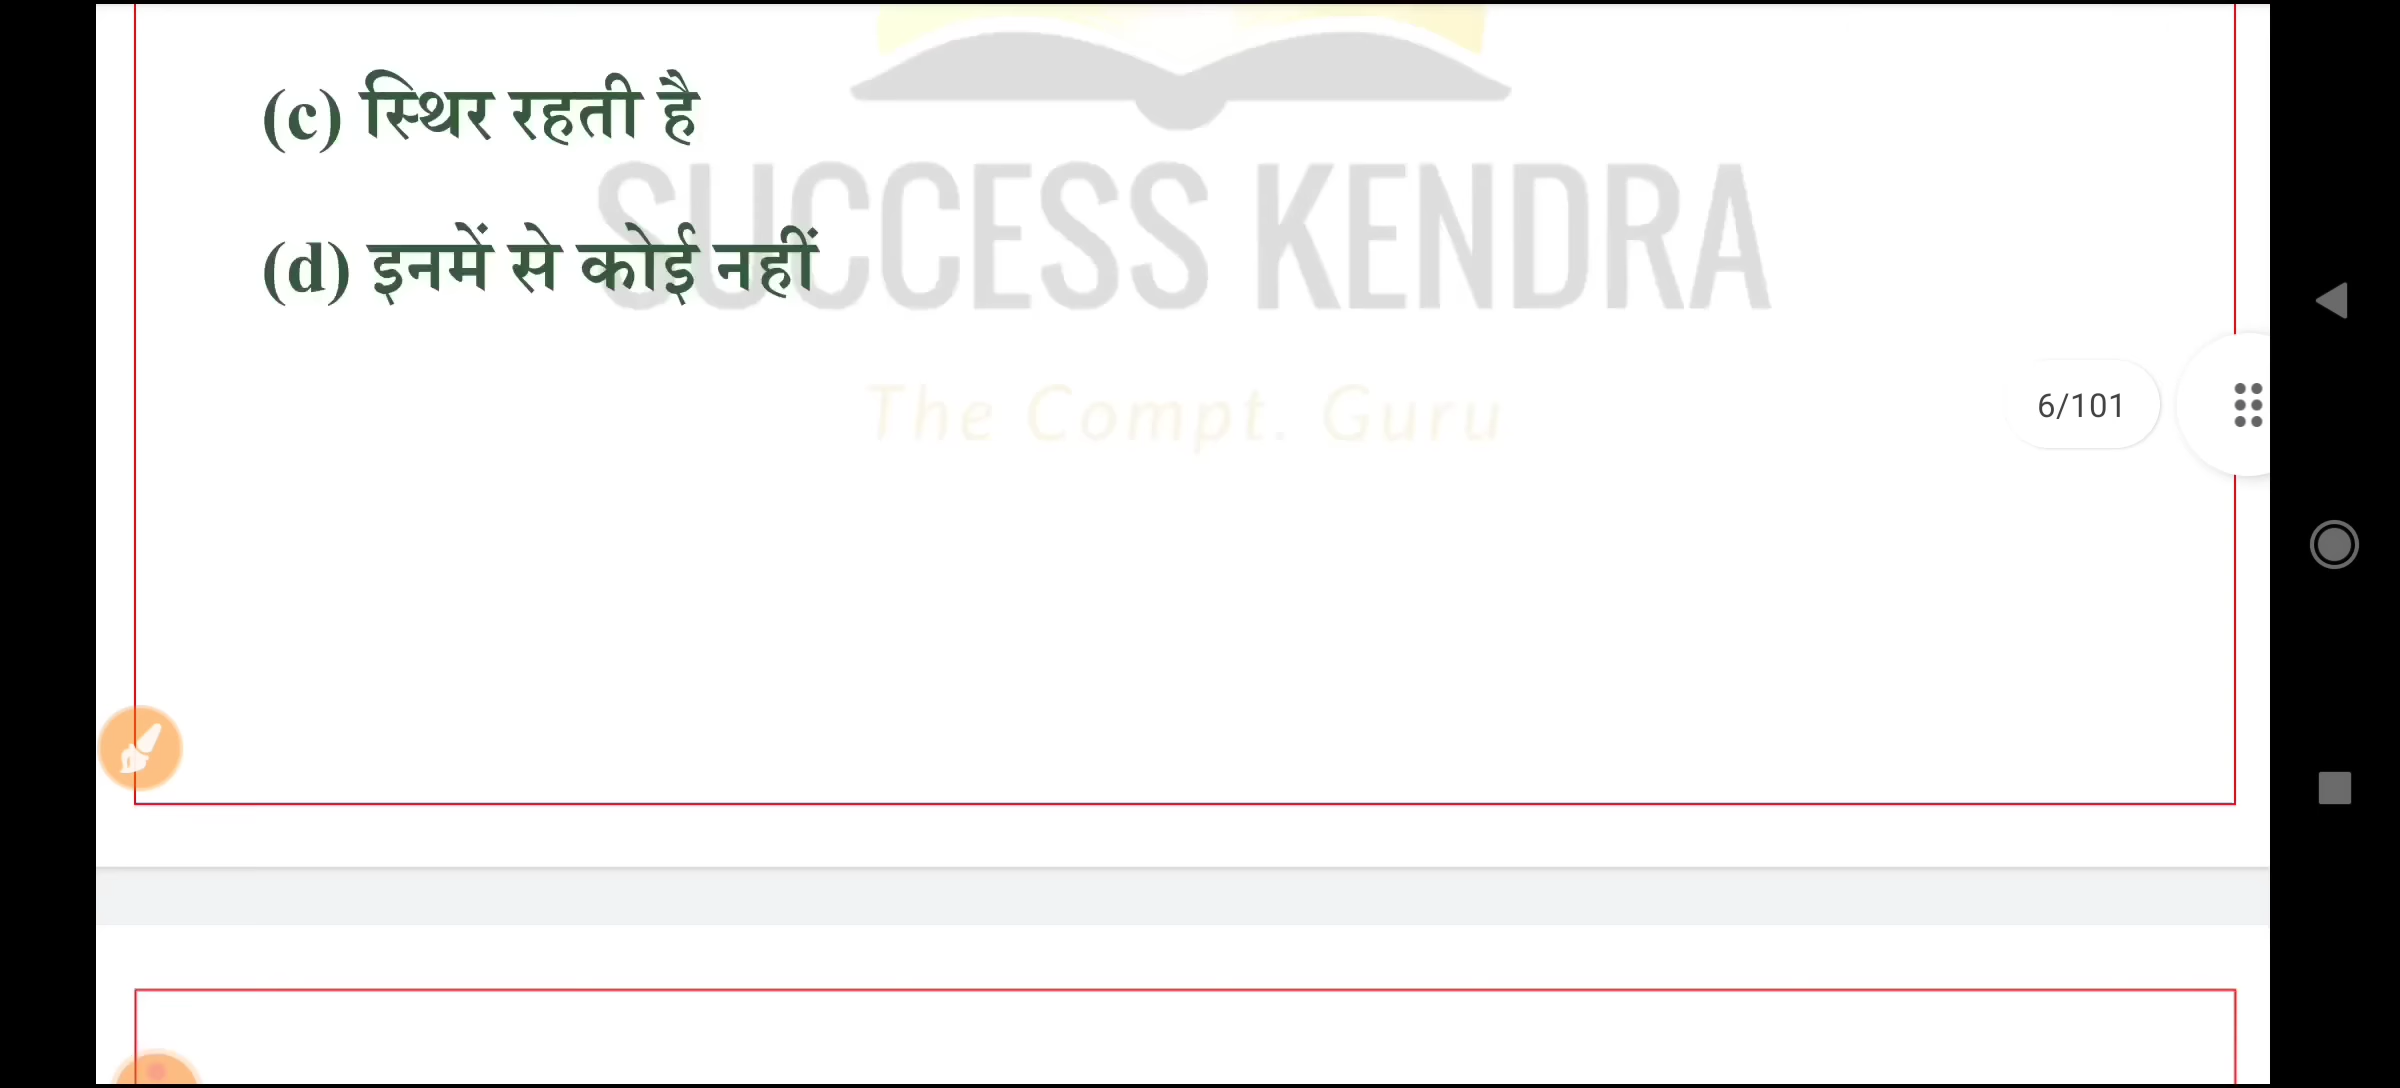 (c) स्थिर रहती है
SUCCESS KENDRA
(d) इनमें से कोई नहीं
The Compt. Guru
6/101